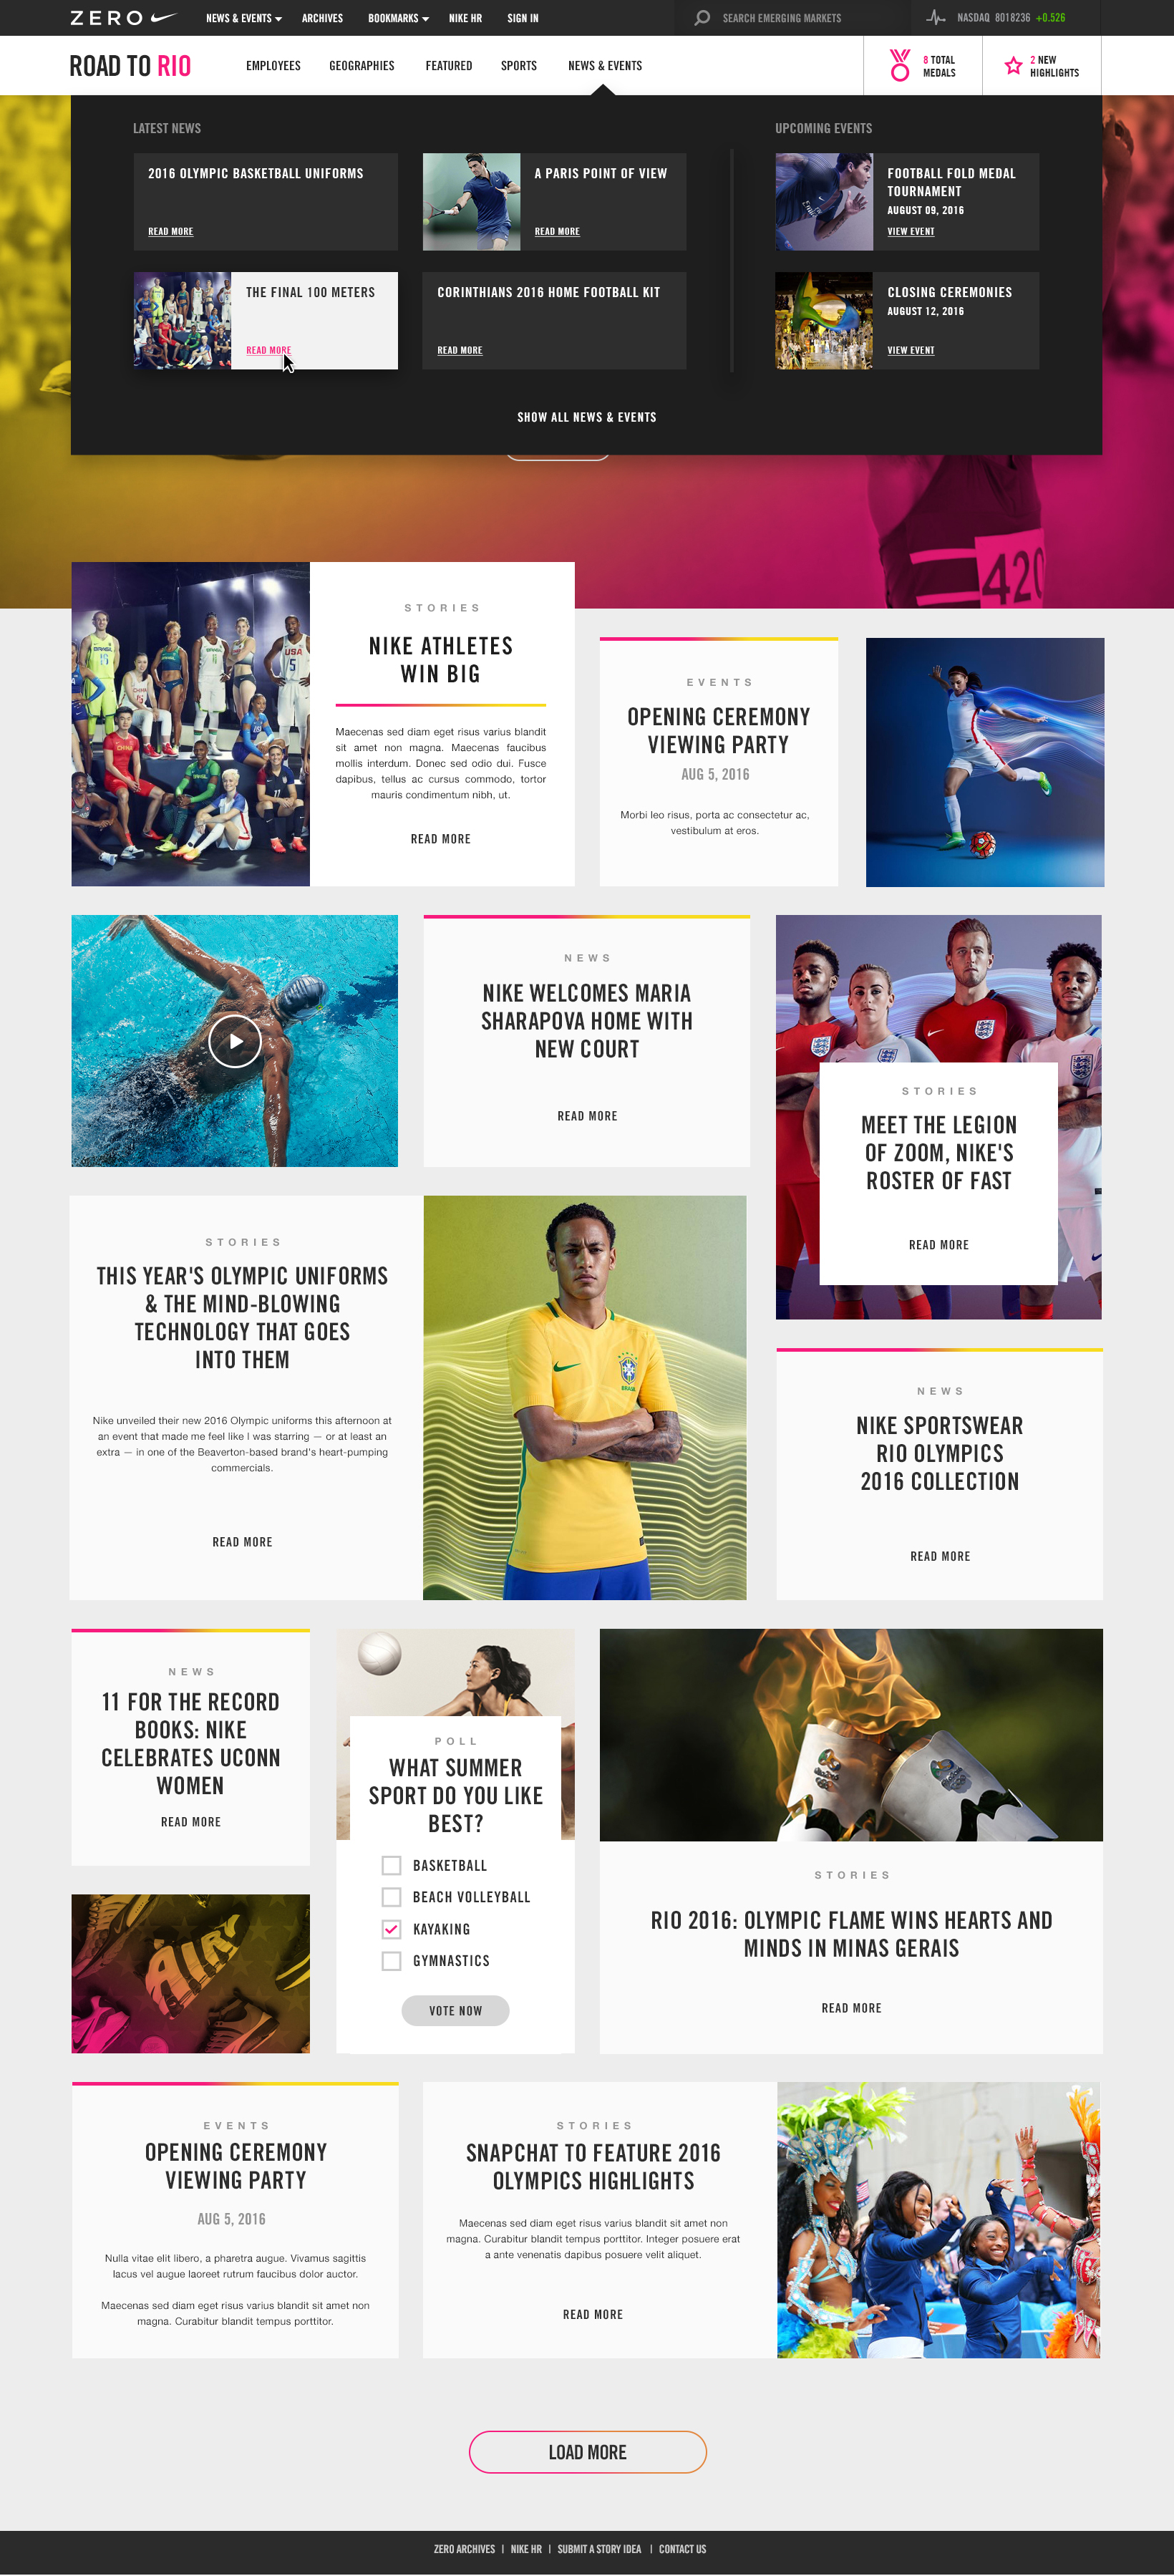 ZERO
NEWS & EVENTS
ARCHIVES
BOOKMARKS
NIKE HR
SIGN IN
SEARCH EMERGING MARKETS
NASDAQ 8018236 +0.526
ROAD TO RIO
EMPLOYEES
GEOGRAPHIES
FEATURED
SPORTS
NEWS & EVENTS
8 TOTAL
MEDALS
2 NEW
HIGHLIGHTS
LATEST NEWS
2016 OLYMPIC BASKETBALL UNIFORMS
READ MORE
A PARIS POINT OF VIEW
READ MORE
THE FINAL 100 METERS
READ MORE
CORINTHIANS 2016 HOME FOOTBALL KIT
READ MORE
UPCOMING EVENTS
FOOTBALL FOLD MEDAL
TOURNAMENT
AUGUST 09, 2016
VIEW EVENT
CLOSING CEREMONIES
AUGUST 12, 2016
VIEW EVENT
SHOW ALL NEWS & EVENTS
420
BRASIL
USA
5
CHINA
CHINA
STORIES
NIKE ATHLETES
WIN BIG
Maecenas sed diam eget risus varius blandit
sit amet non magna. Maecenas faucibus
mollis interdum. Donec sed odio dui. Fusce
dapibus, tellus ac cursus commodo, tortor
mauris condimentum nibh, ut.
READ MORE
EVENTS
OPENING CEREMONY
VIEWING PARTY
AUG 5, 2016
Morbi leo risus, porta ac consectetur ac,
vestibulum at eros.
NEWS
NIKE WELCOMES MARIA
SHARAPOVA HOME WITH
NEW COURT
READ MORE
STORIES
MEET THE LEGION
OF ZOOM, NIKE'S
ROSTER OF FAST
READ MORE
STORIES
THIS YEAR'S OLYMPIC UNIFORMS
& THE MIND-BLOWING
TECHNOLOGY THAT GOES
INTO THEM
Nike unveiled their new 2016 Olympic uniforms this afternoon at
an event that made me feel like I was starring — or at least an
extra — in one of the Beaverton-based brand's heart-pumping
commercials.
READ MORE
BRASIL
NEWS
NIKE SPORTSWEAR
RIO OLYMPICS
2016 COLLECTION
READ MORE
NEWS
11 FOR THE RECORD
BOOKS: NIKE
CELEBRATES UCONN
WOMEN
READ MORE
AIR
POLL
WHAT SUMMER
SPORT DO YOU LIKE
BEST?
BASKETBALL
BEACH VOLLEYBALL
KAYAKING
GYMNASTICS
VOTE NOW
STORIES
RIO 2016: OLYMPIC FLAME WINS HEARTS AND
MINDS IN MINAS GERAIS
READ MORE
EVENTS
OPENING CEREMONY
VIEWING PARTY
AUG 5, 2016
Nulla vitae elit libero, a pharetra augue. Vivamus sagittis
lacus vel augue laoreet rutrum faucibus dolor auctor.
Maecenas sed diam eget risus varius blandit sit amet non
magna. Curabitur blandit tempus porttitor.
STORIES
SNAPCHAT TO FEATURE 2016
OLYMPICS HIGHLIGHTS
Maecenas sed diam eget risus varius blandit sit amet non
magna. Curabitur blandit tempus porttitor. Integer posuere erat
a ante venenatis dapibus posuere velit aliquet.
READ MORE
LOAD MORE
ZERO ARCHIVES | NIKE HR | SUBMIT A STORY IDEA | CONTACT US